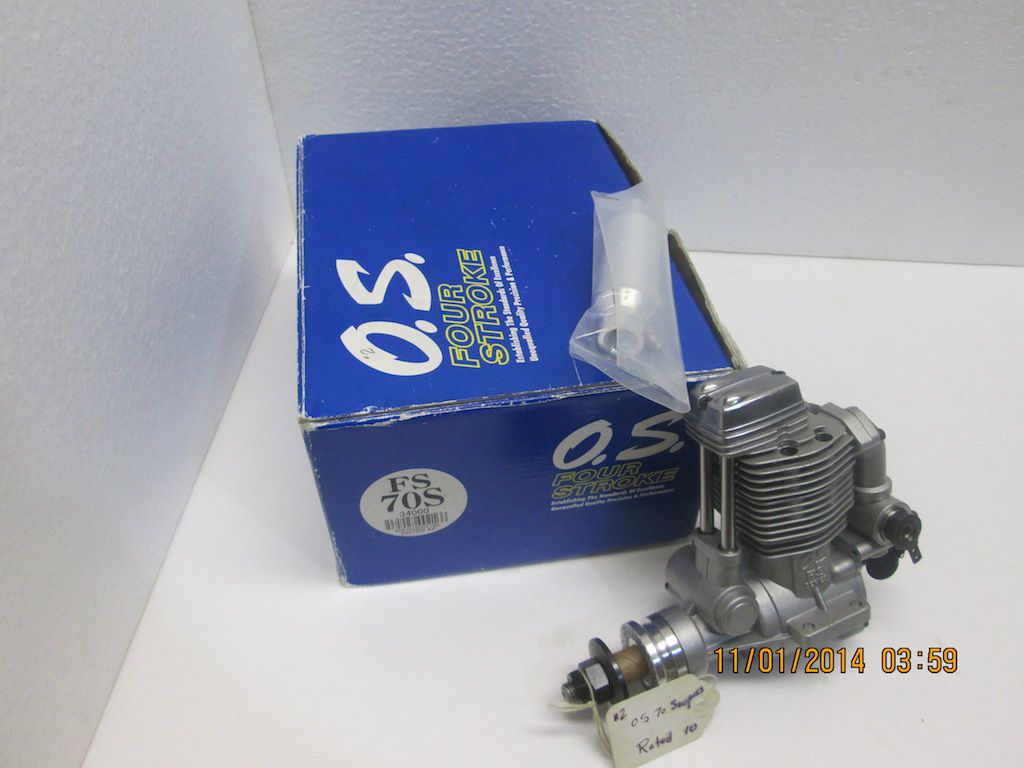 O.S.
#2
FOUR
STROKE
Establishing The Standards Of Excellence
Unequalled Quality Precision & Performance
FS
70S
34000
O.S.
FOUR
STROKE
Establishing The Standards Of Excellence
Unequalled Quality Precision & Performance
11/01/2014 03:59
#2
OS 70
Rated 10